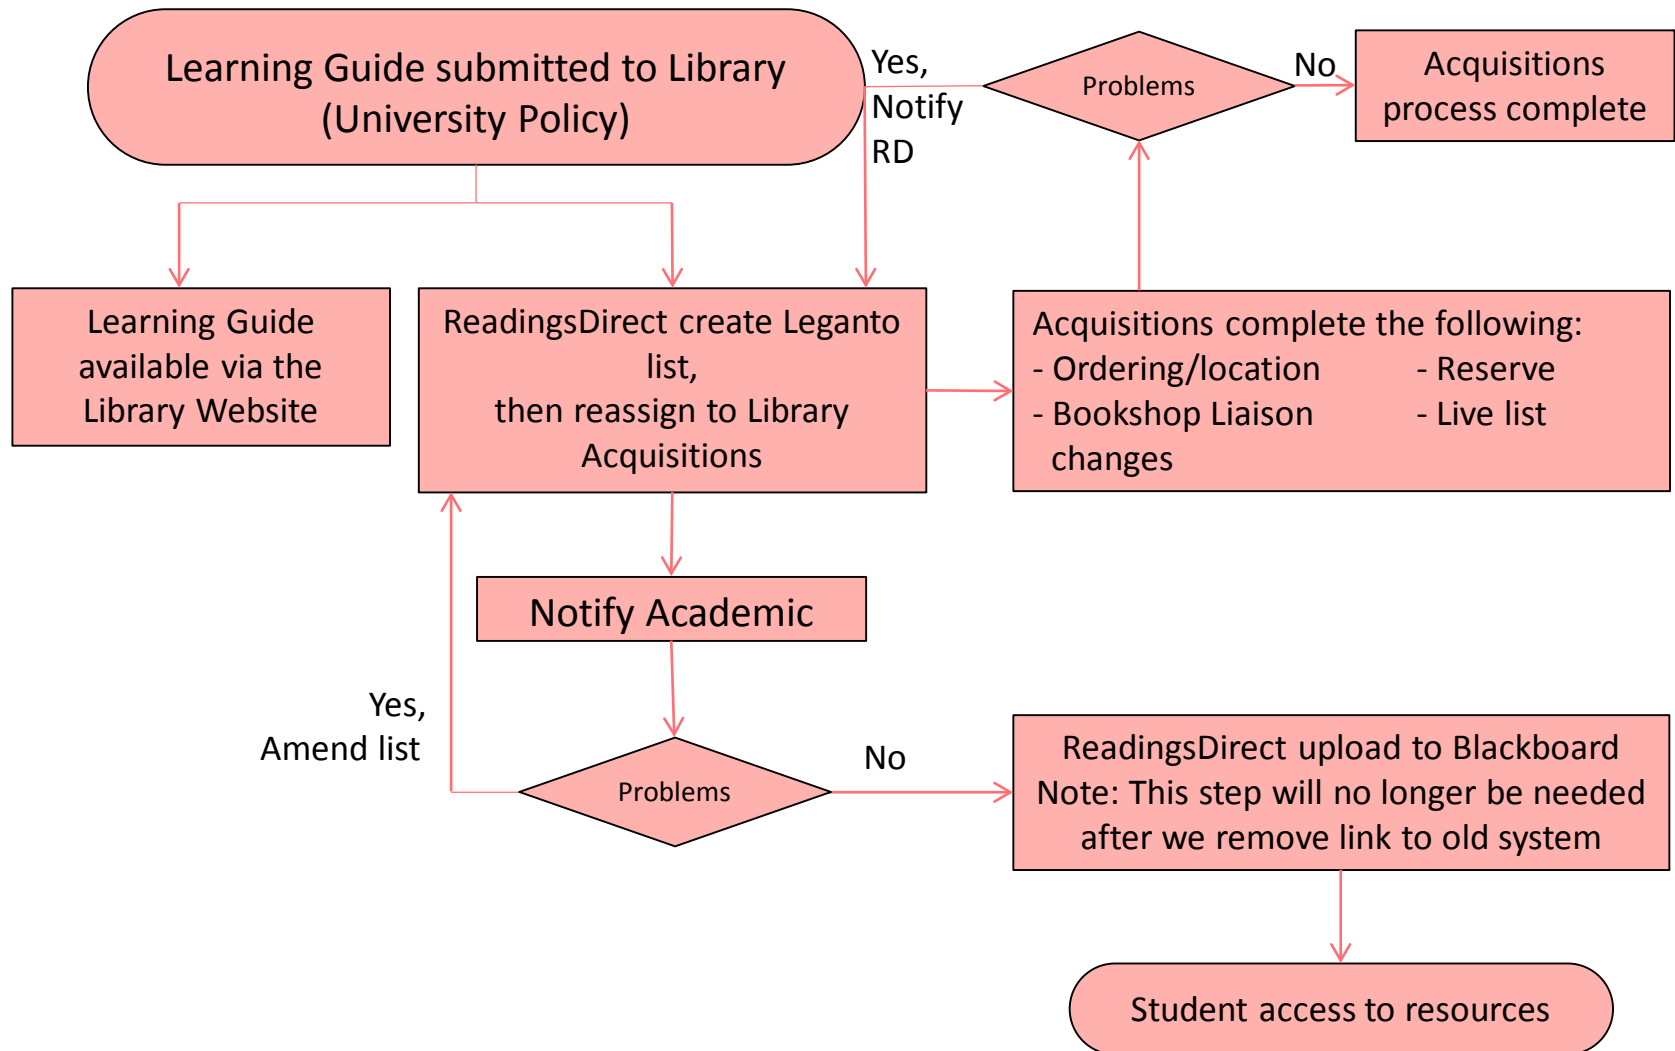 Learning Guide submitted to Library
(University Policy)
Yes,
Notify
RD
Problems
No
Acquisitions
process complete
Learning Guide
available via the
Library Website
ReadingsDirect create Leganto
list,
then reassign to Library
Acquisitions
Acquisitions complete the following:
- Ordering/location - Reserve
- Bookshop Liaison - Live list
changes
Notify Academic
Yes,
Amend list
Problems
No
ReadingsDirect upload to Blackboard
Note: This step will no longer be needed
after we remove link to old system
Student access to resources